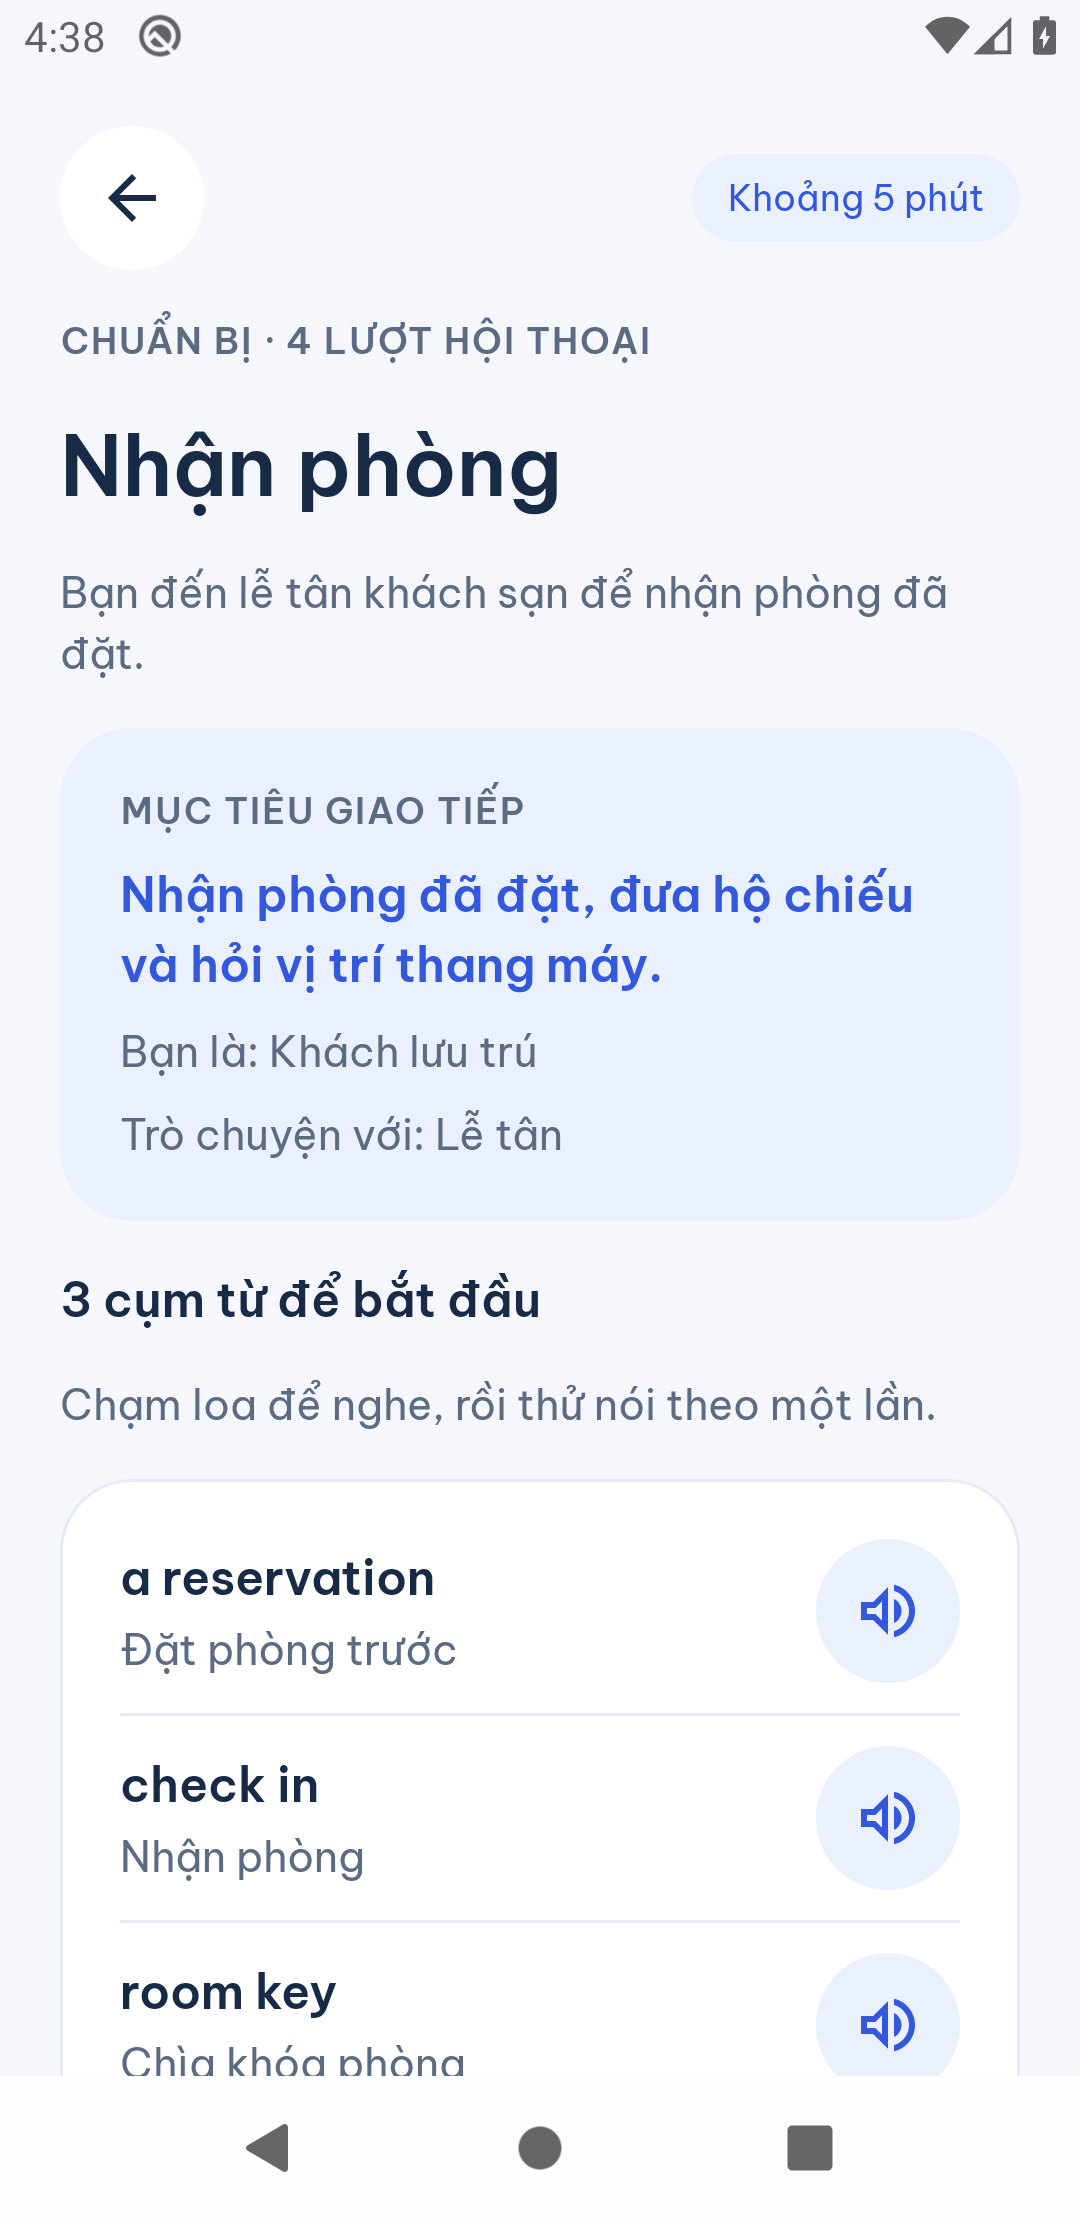 4:38
Khoảng 5 phút
CHUẨN BỊ · 4 LƯỢT HỘI THOẠI
Nhận phòng
Bạn đến lễ tân khách sạn để nhận phòng đã
đặt.
MỤC TIÊU GIAO TIẾP
Nhận phòng đã đặt, đưa hộ chiếu
và hỏi vị trí thang máy.
Bạn là: Khách lưu trú
Trò chuyện với: Lễ tân
3 cụm từ để bắt đầu
Chạm loa để nghe, rồi thử nói theo một lần.
a reservation
Đặt phòng trước
check in
Nhận phòng
room key
Chìa khóa phòng